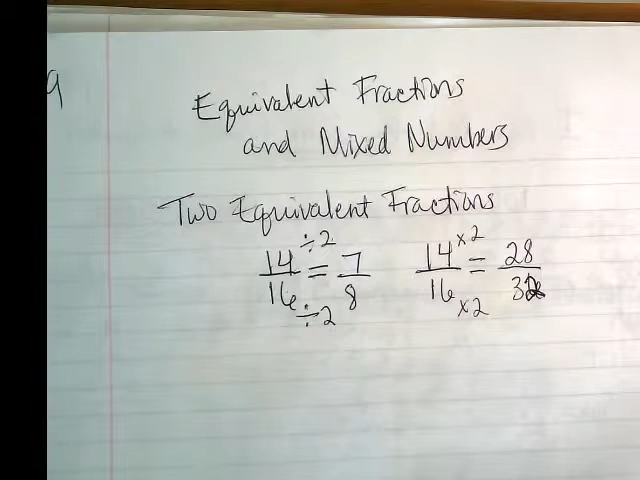 9
Equivalent Fractions
and Mixed Numbers
Two Equivalent Fractions
14 ÷2 = 7 14 ×2 = 28
16 ÷2 8 16 ×2 32